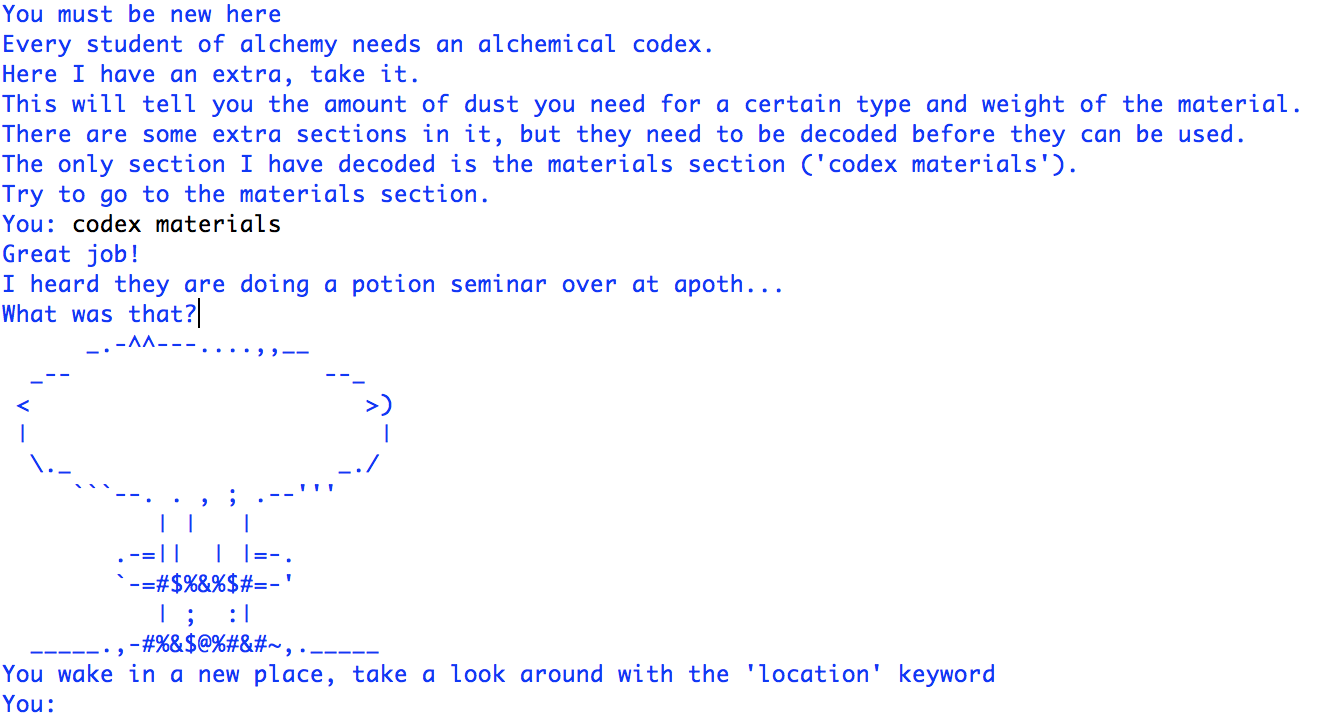 You must be new here
Every student of alchemy needs an alchemical codex.
Here I have an extra, take it.
This will tell you the amount of dust you need for a certain type and weight of the material.
There are some extra sections in it, but they need to be decoded before they can be used.
The only section I have decoded is the materials section ('codex materials').
Try to go to the materials section.
You: codex materials
Great job!
I heard they are doing a potion seminar over at apoth...
What was that?
      _.-^^---....,,__
  _--                  --_
 <                        >)
 |                         |
  \._                   _./
     ```--. . , ; .--'''
           | |   |
        .-=||  | |=-.
        `-=#$%&%$#=-'
           | ;  :|
  _____.,-#%&$@%#&#~,._____
You wake in a new place, take a look around with the 'location' keyword
You: